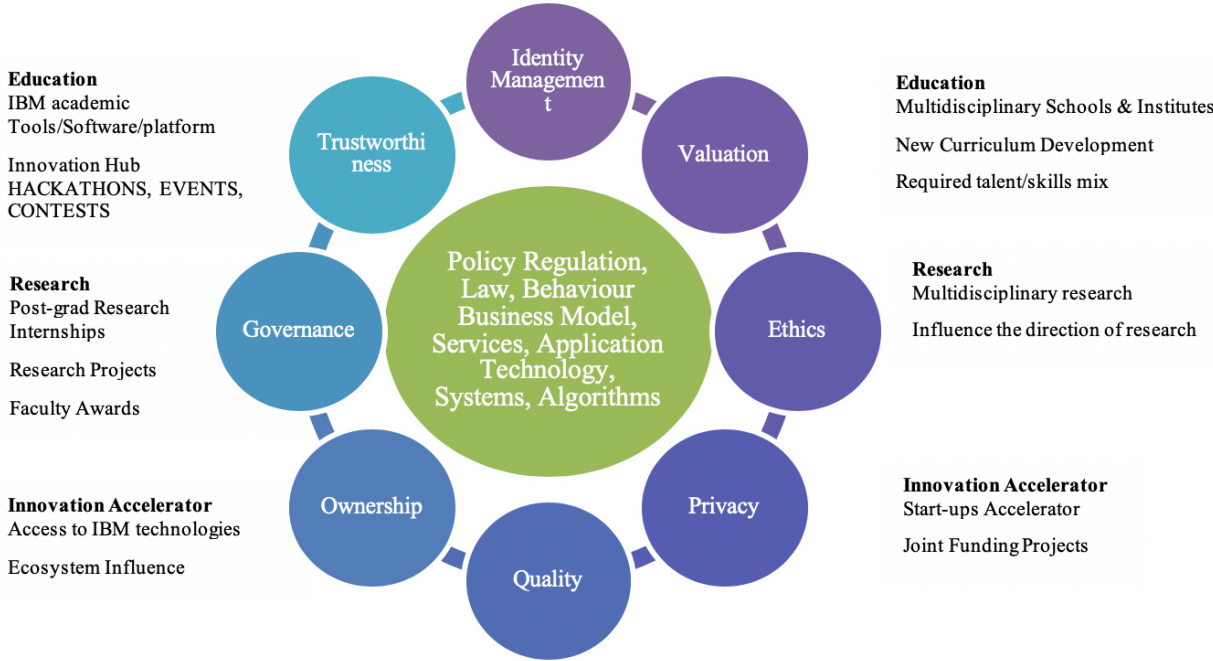 Education
IBM academic
Tools/Software/platform
Innovation Hub
HACKATHONS, EVENTS,
CONTESTS
Research
Post-grad Research
Internships
Research Projects
Faculty Awards
Innovation Accelerator
Access to IBM technologies
Ecosystem Influence
Identity
Managemen
t
Valuation
Ethics
Privacy
Quality
Ownership
Governance
Trustworthi
ness
Policy Regulation,
Law, Behaviour
Business Model,
Services, Application
Technology,
Systems, Algorithms
Education
Multidisciplinary Schools & Institutes
New Curriculum Development
Required talent/skills mix
Research
Multidisciplinary research
Influence the direction of research
Innovation Accelerator
Start-ups Accelerator
Joint Funding Projects